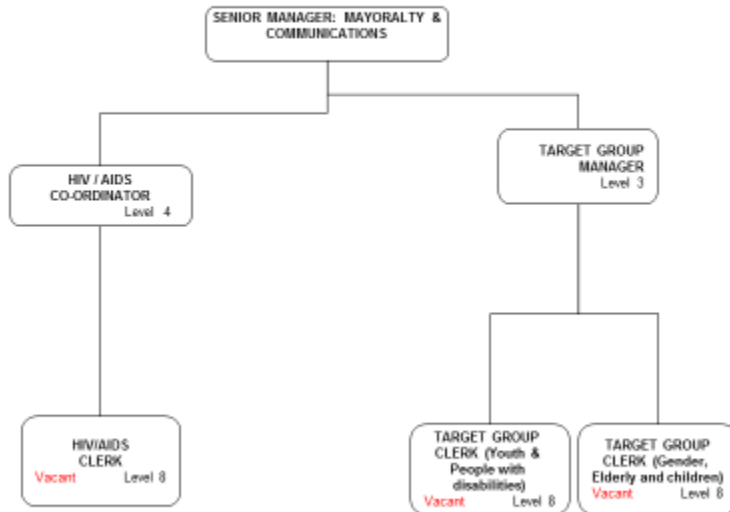 SENIOR MANAGER: MAYORALTY &
COMMUNICATIONS
TARGET GROUP
MANAGER
Level 3
HIV / AIDS
CO-ORDINATOR
Level 4
HIV/AIDS
CLERK
Vacant Level 8
TARGET GROUP
CLERK (Youth &
People with
disabilities)
Vacant Level 8
TARGET GROUP
CLERK (Gender,
Elderly and children)
Vacant Level 8